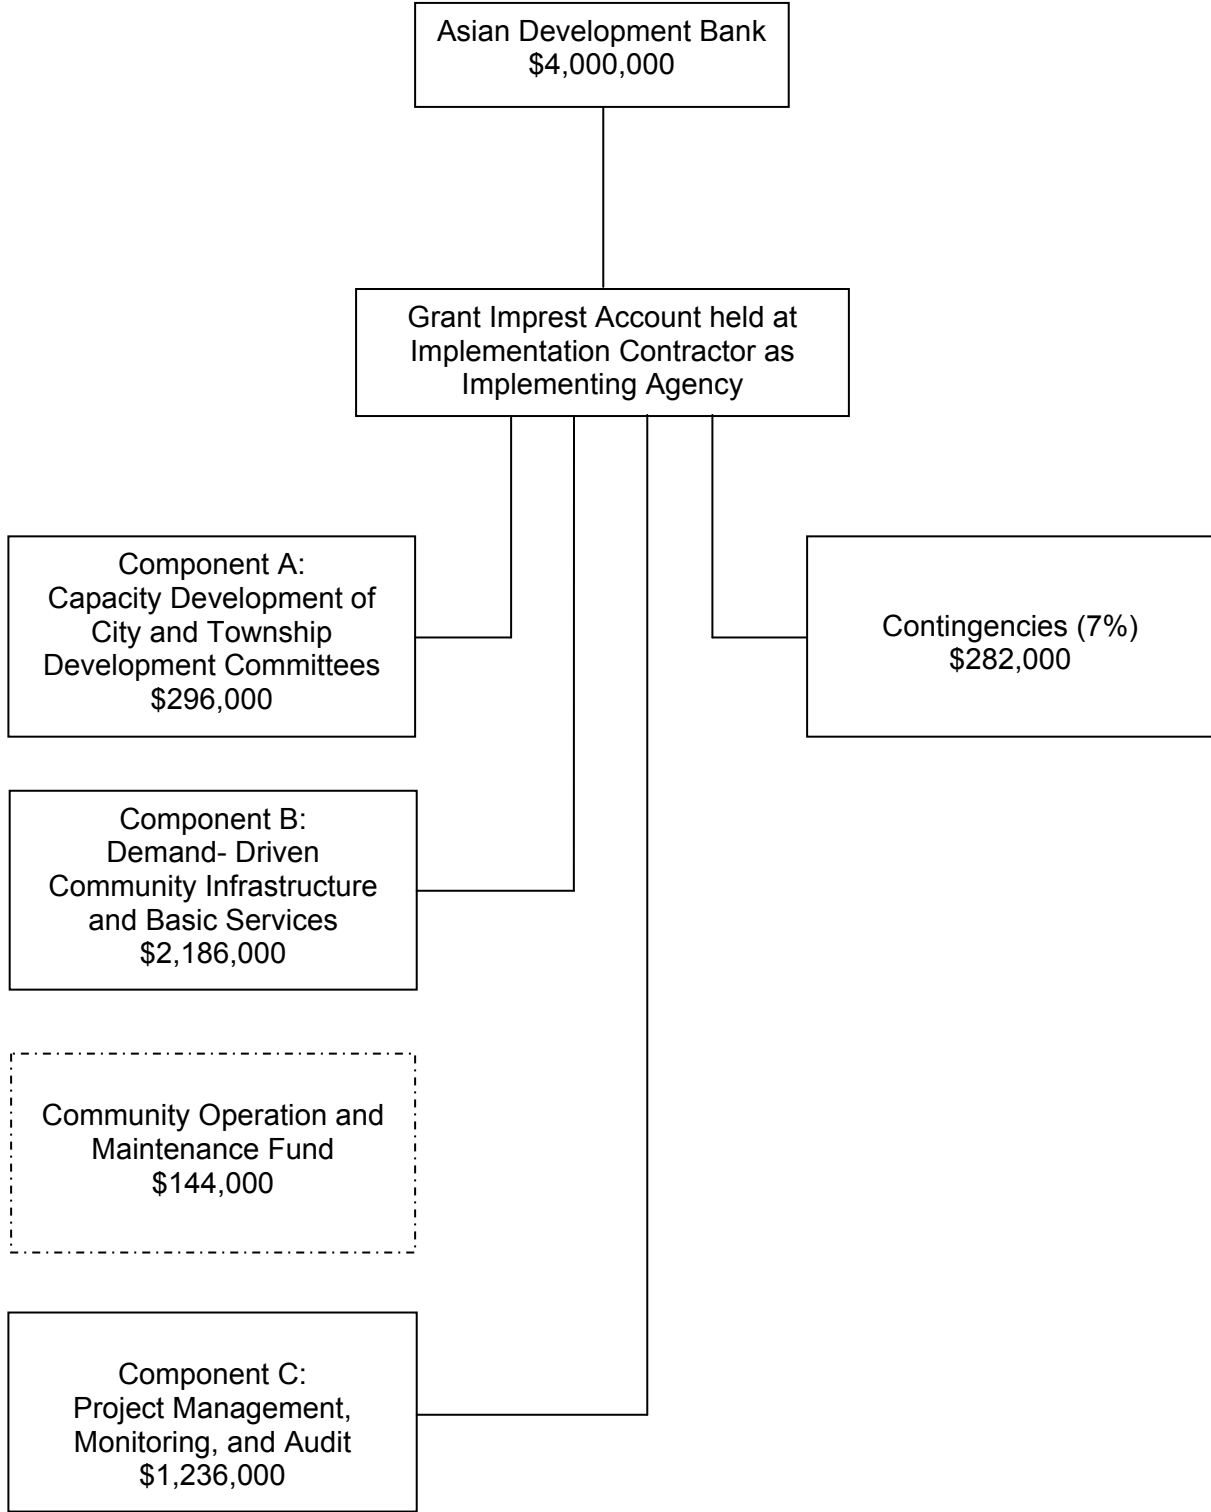 Asian Development Bank
$4,000,000
Grant Imprest Account held at
Implementation Contractor as
Implementing Agency
Component A:
Capacity Development of
City and Township
Development Committees
$296,000
Contingencies (7%)
$282,000
Component B:
Demand- Driven
Community Infrastructure
and Basic Services
$2,186,000
Community Operation and
Maintenance Fund
$144,000
Component C:
Project Management,
Monitoring, and Audit
$1,236,000